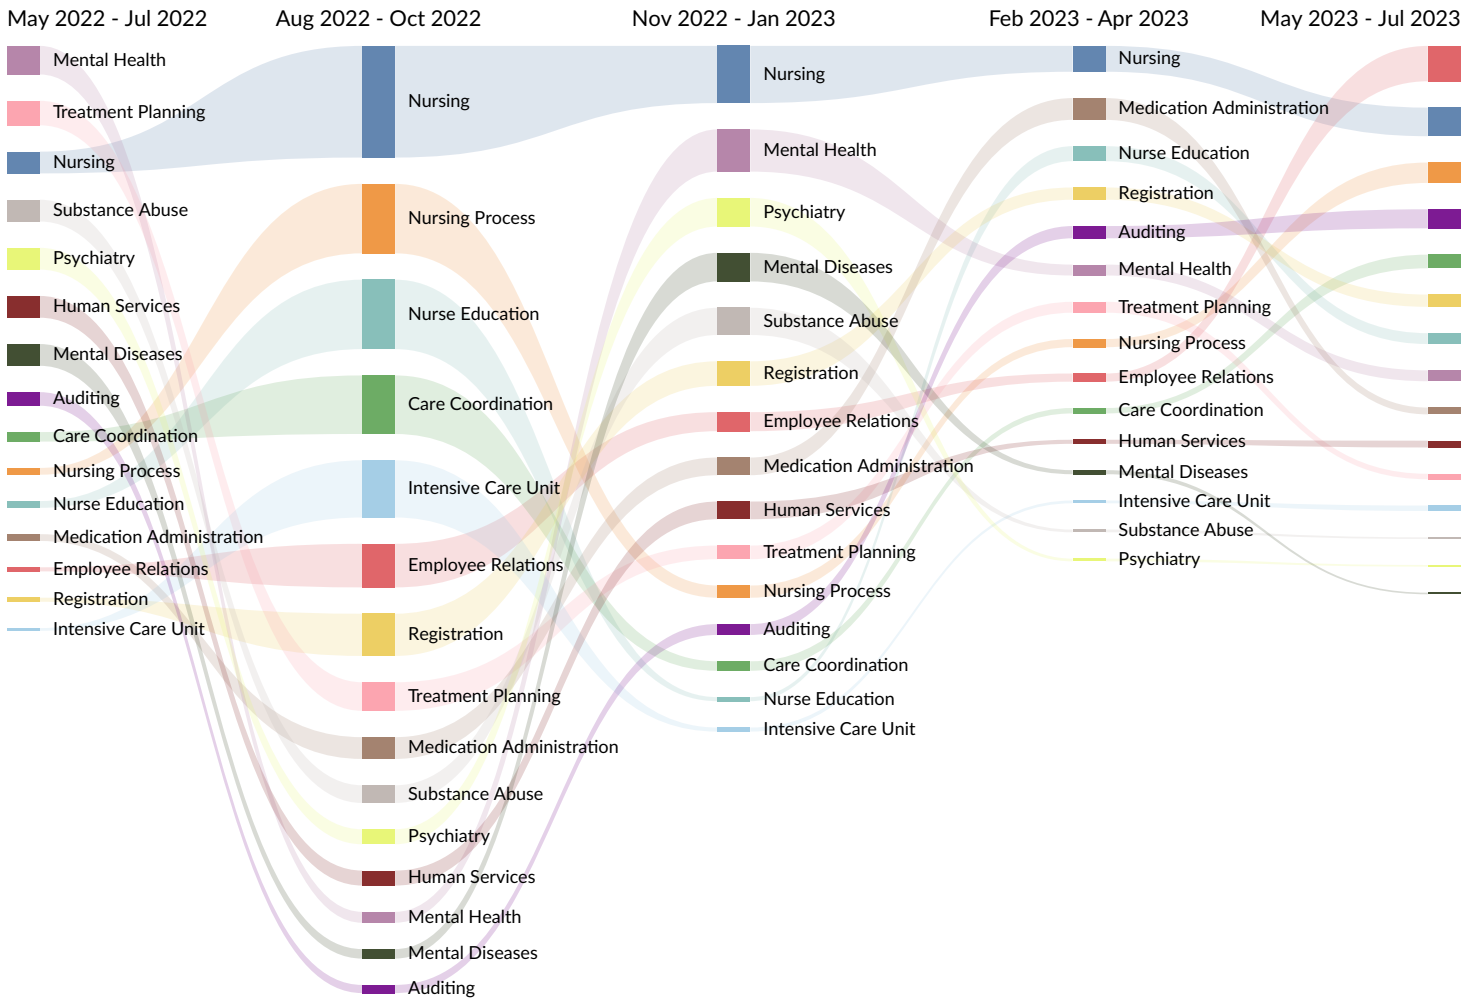 May 2022 - Jul 2022
Aug 2022 - Oct 2022
Nov 2022 - Jan 2023
Feb 2023 - Apr 2023
May 2023 - Jul 2023
Mental Health
Treatment Planning
Nursing
Substance Abuse
Psychiatry
Human Services
Mental Diseases
Auditing
Care Coordination
Nursing Process
Nurse Education
Medication Administration
Employee Relations
Registration
Intensive Care Unit
Nursing
Nursing Process
Nurse Education
Care Coordination
Intensive Care Unit
Employee Relations
Registration
Treatment Planning
Medication Administration
Substance Abuse
Psychiatry
Human Services
Mental Health
Mental Diseases
Auditing
Nursing
Mental Health
Psychiatry
Mental Diseases
Substance Abuse
Registration
Employee Relations
Medication Administration
Human Services
Treatment Planning
Nursing Process
Auditing
Care Coordination
Nurse Education
Intensive Care Unit
Nursing
Medication Administration
Nurse Education
Registration
Auditing
Mental Health
Treatment Planning
Nursing Process
Employee Relations
Care Coordination
Human Services
Mental Diseases
Intensive Care Unit
Substance Abuse
Psychiatry